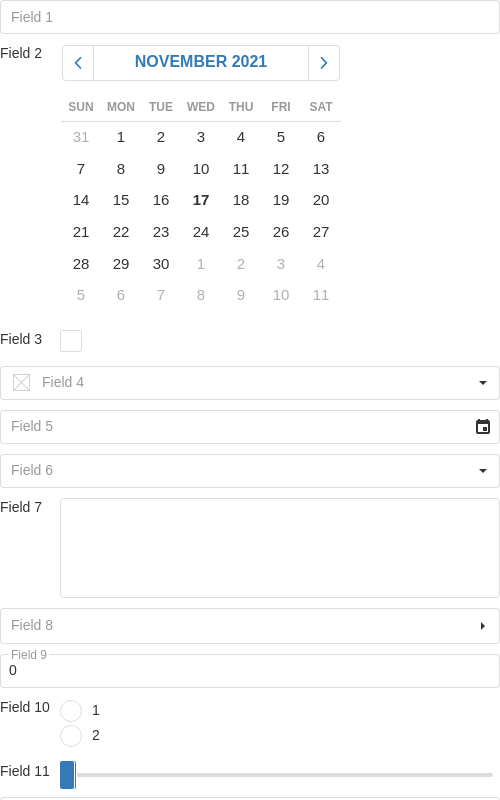 Field 1
Field 2
NOVEMBER 2021
SUN MON TUE WED THU FRI SAT
31 1 2 3 4 5 6
7 8 9 10 11 12 13
14 15 16 17 18 19 20
21 22 23 24 25 26 27
28 29 30 1 2 3 4
5 6 7 8 9 10 11
Field 3
Field 4
Field 5
Field 6
Field 7
Field 8
Field 9
0
Field 10
1
2
Field 11